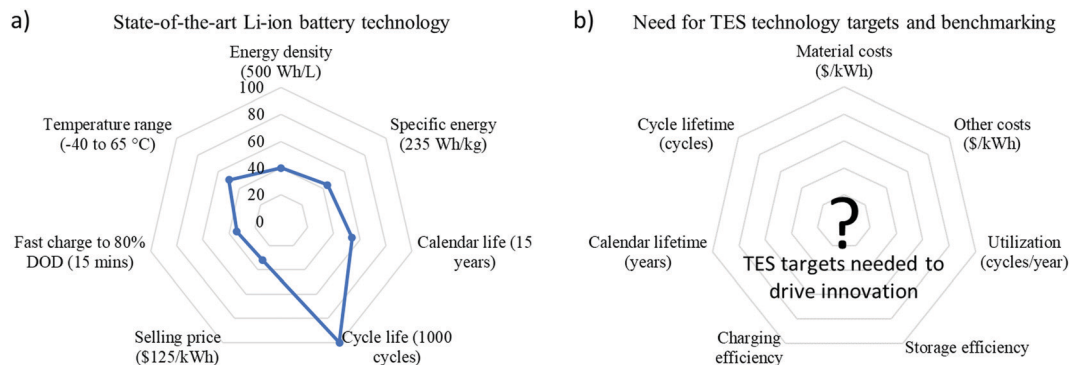 a)
State-of-the-art Li-ion battery technology
Energy density
(500 Wh/L)
100
80
60
40
20
0
Specific energy
(235 Wh/kg)
Calendar life (15
years)
Cycle life (1000
cycles)
Selling price
($125/kWh)
Fast charge to 80%
DOD (15 mins)
Temperature range
(-40 to 65 °C)
b)
Need for TES technology targets and benchmarking
Material costs
($/kWh)
Other costs
($/kWh)
Utilization
(cycles/year)
Storage efficiency
Charging
efficiency
Calendar lifetime
(years)
Cycle lifetime
(cycles)
?
TES targets needed to
drive innovation